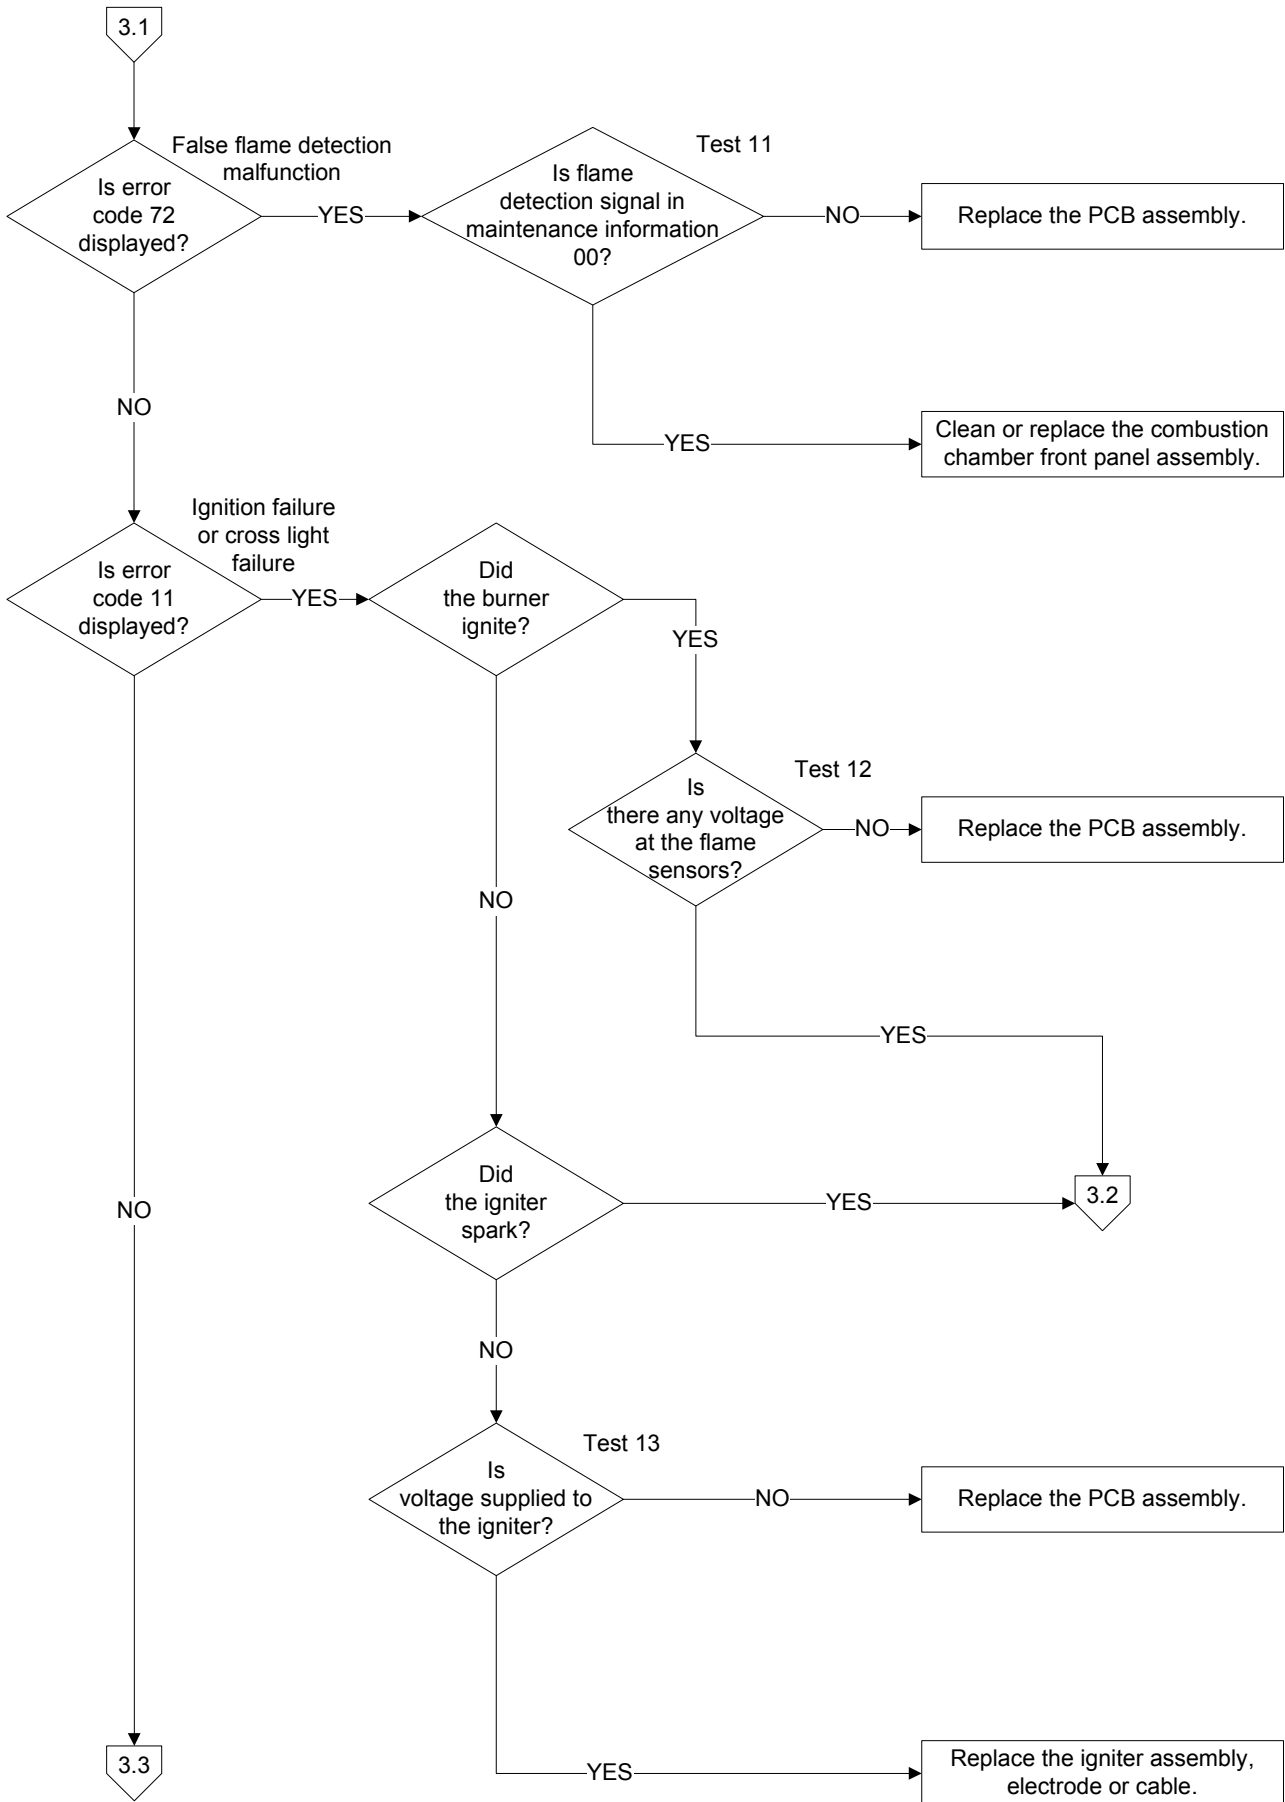 3.1
False flame detection
malfunction
Is error
code 72
displayed?
YES
Test 11
Is flame
detection signal in
maintenance information
00?
NO
Replace the PCB assembly.
YES
Clean or replace the combustion
chamber front panel assembly.
NO
Ignition failure
or cross light
failure
Is error
code 11
displayed?
YES
Did
the burner
ignite?
YES
Test 12
Is
there any voltage
at the flame
sensors?
NO
Replace the PCB assembly.
YES
NO
Did
the igniter
spark?
YES
3.2
NO
NO
Test 13
Is
voltage supplied to
the igniter?
NO
Replace the PCB assembly.
YES
Replace the igniter assembly,
electrode or cable.
3.3